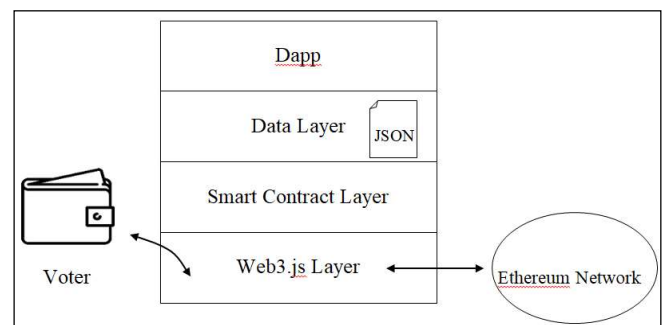 Dapp
Data Layer
JSON
Smart Contract Layer
Web3.js Layer
Voter
Ethereum Network